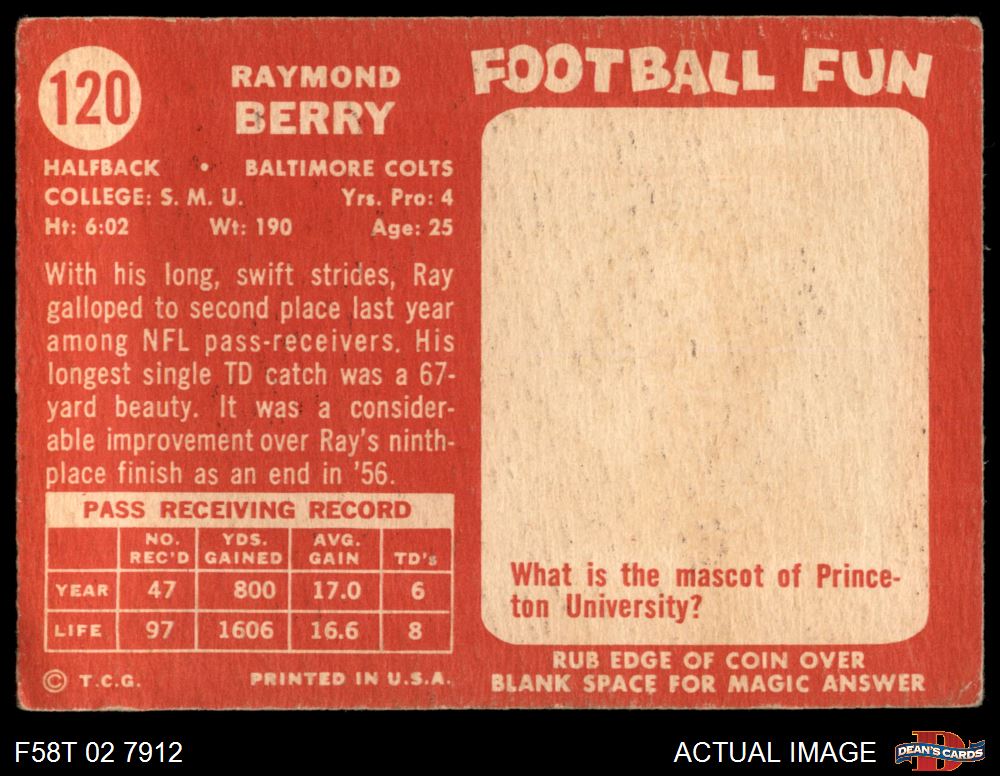 120
RAYMOND
BERRY
HALFBACK • BALTIMORE COLTS
COLLEGE: S. M. U. Yrs. Pro: 4
Ht: 6:02 Wt: 190 Age: 25
With his long, swift strides, Ray
galloped to second place last year
among NFL pass-receivers. His
longest single TD catch was a 67-
yard beauty. It was a consider-
able improvement over Ray's ninth-
place finish as an end in '56.
PASS RECEIVING RECORD
NO. REC'D YDS. GAINED AVG. GAIN TD's
YEAR 47 800 17.0 6
LIFE 97 1606 16.6 8
© T.C.G. PRINTED IN U.S.A.
FOOTBALL FUN
What is the mascot of Prince-
ton University?
RUB EDGE OF COIN OVER
BLANK SPACE FOR MAGIC ANSWER
F58T 02 7912
ACTUAL IMAGE
D
DEAN'S CARDS